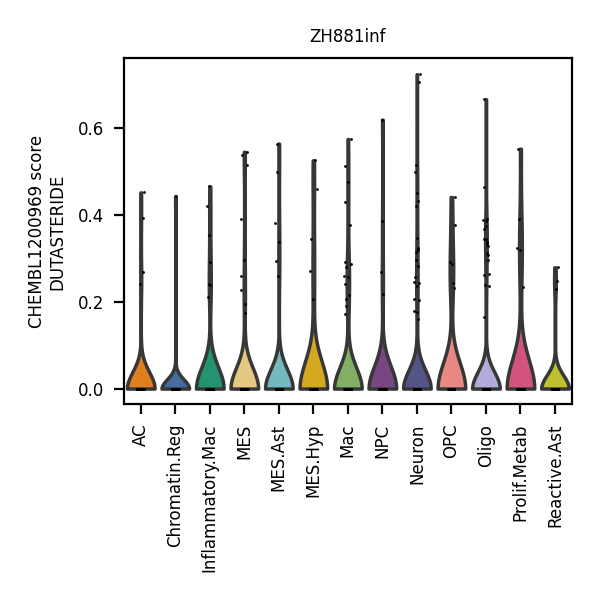 ZH881inf
CHEMBL1200969 score
DUTASTERIDE
0.6
0.4
0.2
0.0
AC
Chromatin.Reg
Inflammatory.Mac
MES
MES.Ast
MES.Hyp
Mac
NPC
Neuron
OPC
Oligo
Prolif.Metab
Reactive.Ast